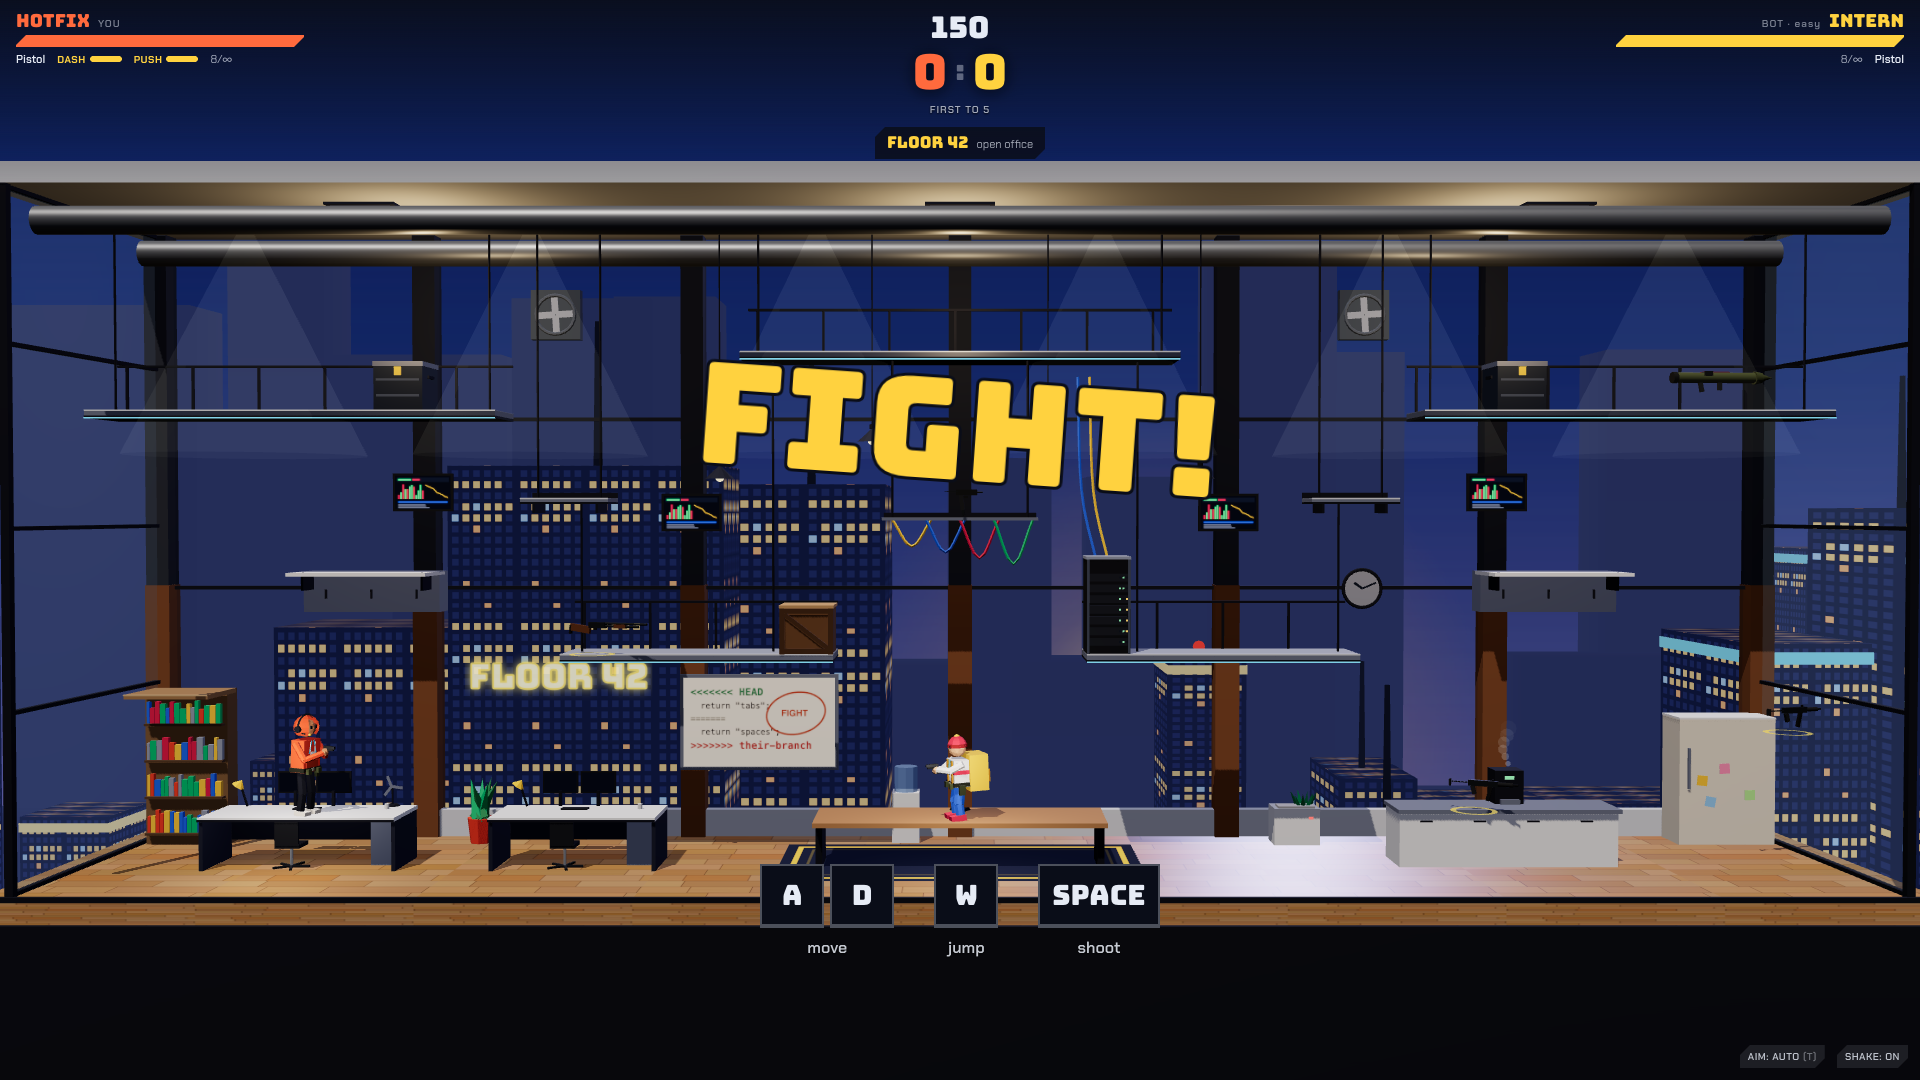 HOTFIX YOU
Pistol DASH PUSH 8/∞
150
0:0
FIRST TO 5
FLOOR 42 open office
BOT · easy INTERN
8/∞ Pistol
FIGHT!
FLOOR 42
<<<<<<< HEAD
return "tabs";
=======
return "spaces";
>>>>>>> their-branch
FIGHT
A D W SPACE
move jump shoot
AIM: AUTO (T) SHAKE: ON